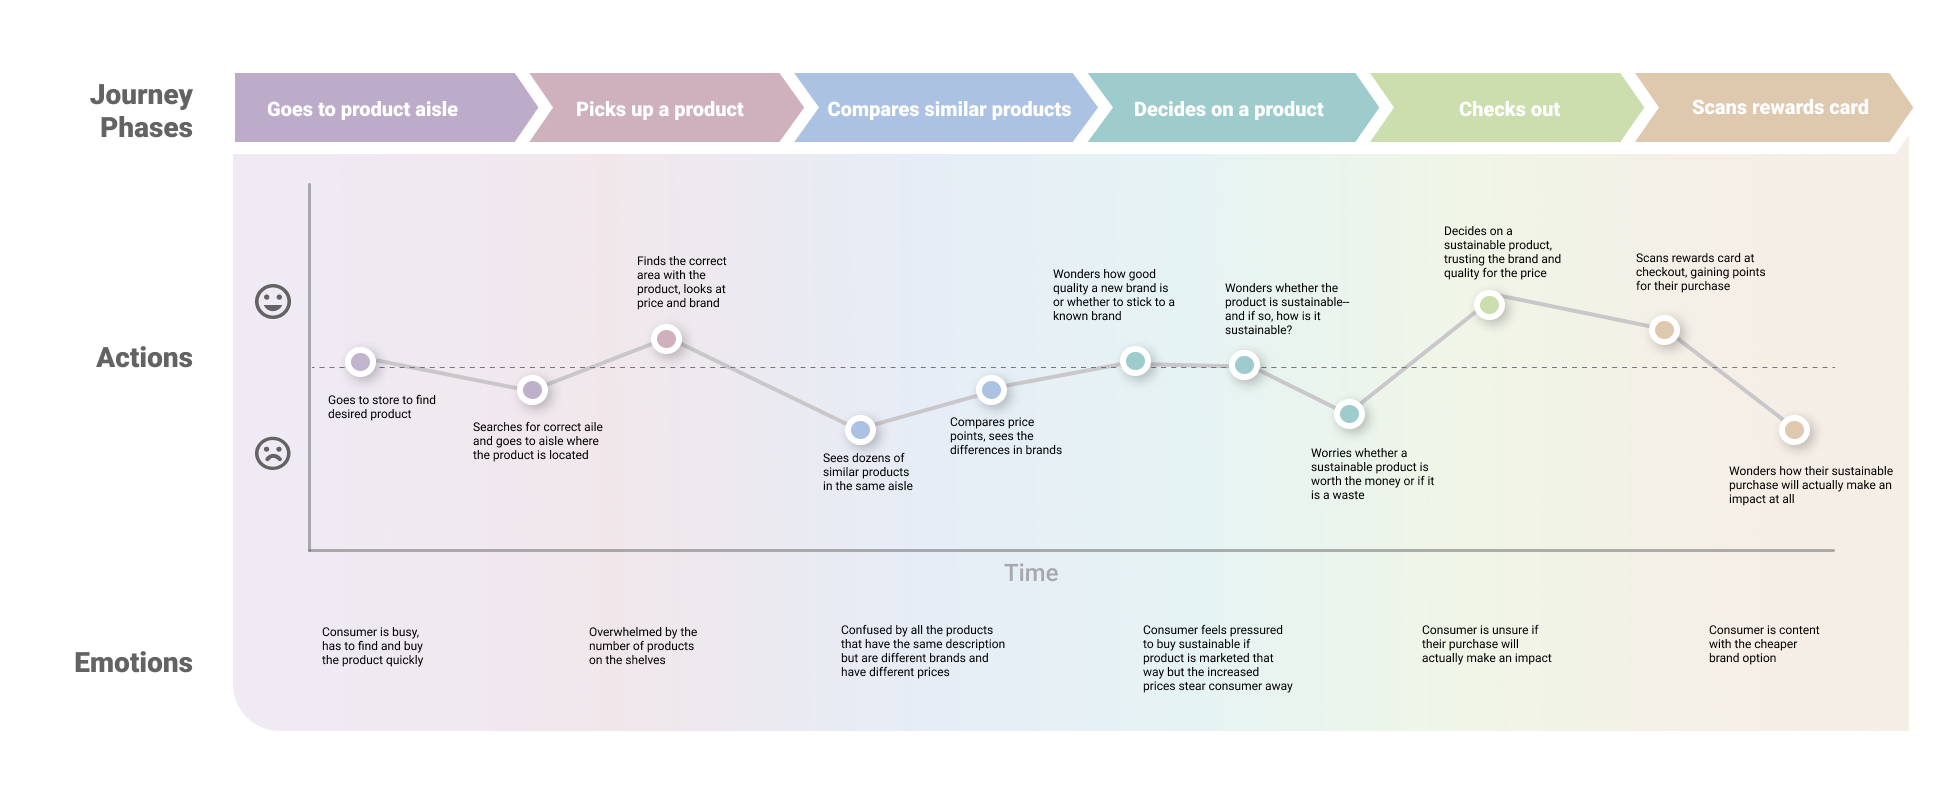 Journey
Phases
Goes to product aisle
Picks up a product
Compares similar products
Decides on a product
Checks out
Scans rewards card
Actions
Goes to store to find
desired product
Searches for correct aile
and goes to aisle where
the product is located
Finds the correct
area with the
product, looks at
price and brand
Sees dozens of
similar products
in the same aisle
Compares price
points, sees the
differences in brands
Wonders how good
quality a new brand is
or whether to stick to a
known brand
Wonders whether the
product is sustainable--
and if so, how is it
sustainable?
Worries whether a
sustainable product is
worth the money or if it
is a waste
Decides on a
sustainable product,
trusting the brand and
quality for the price
Scans rewards card at
checkout, gaining points
for their purchase
Wonders how their sustainable
purchase will actually make an
impact at all
Time
Emotions
Consumer is busy,
has to find and buy
the product quickly
Overwhelmed by the
number of products
on the shelves
Confused by all the products
that have the same description
but are different brands and
have different prices
Consumer feels pressured
to buy sustainable if
product is marketed that
way but the increased
prices stear consumer away
Consumer is unsure if
their purchase will
actually make an impact
Consumer is content
with the cheaper
brand option